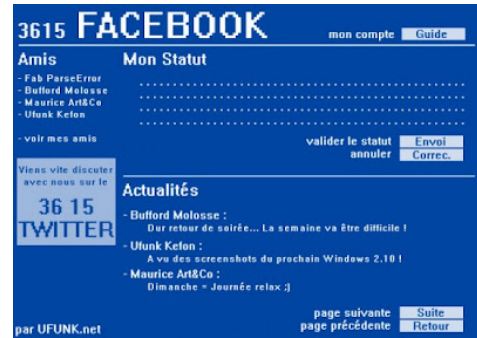 3615 FACEBOOK
mon compte Guide
Amis
- Fab ParseError
- Bufford Molosse
- Maurice Art&Co
- Ufunk Kefon
- voir mes amis
Viens vite discuter
avec nous sur le
36 15
TWITTER
Mon Statut
valider le statut Envoi
annuler Correc.
Actualités
- Bufford Molosse :
Dur retour de soirée... La semaine va être difficile !
- Ufunk Kefon :
A vu des screenshots du prochain Windows 2.10 !
- Maurice Art&Co :
Dimanche = Journée relax ;)
page suivante Suite
page précédente Retour
par UFUNK.net